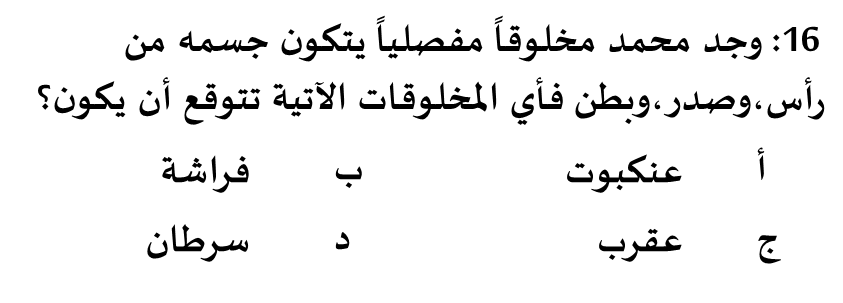 16: وجد محمد مخلوقاً مفصلياً يتكون جسمه من
رأس،وصدر،وبطن فأي المخلوقات الآتية تتوقع أن يكون؟
أ عنكبوت ب فراشة
ج عقرب د سرطان